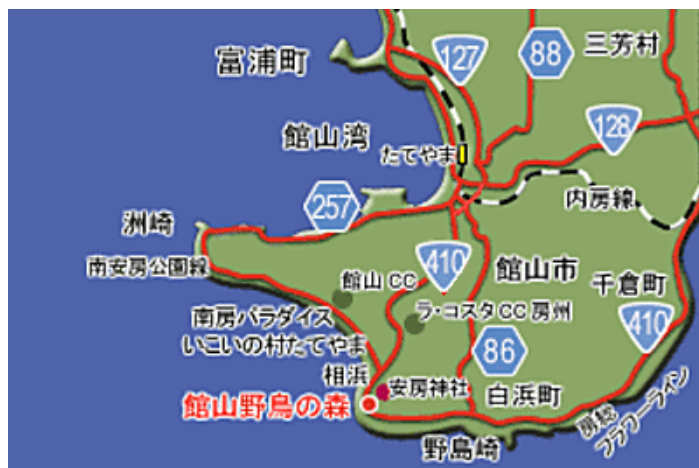 富浦町
127
88
三芳村
館山湾
たてやま
128
257
内房線
洲崎
南安房公園線
館山CC
410
館山市
千倉町
ラ・コスタCC房州
410
南房パラダイス
いこいの村たてやま
86
相浜
安房神社
白浜町
館山野鳥の森
野島崎
房総
フラワーライン